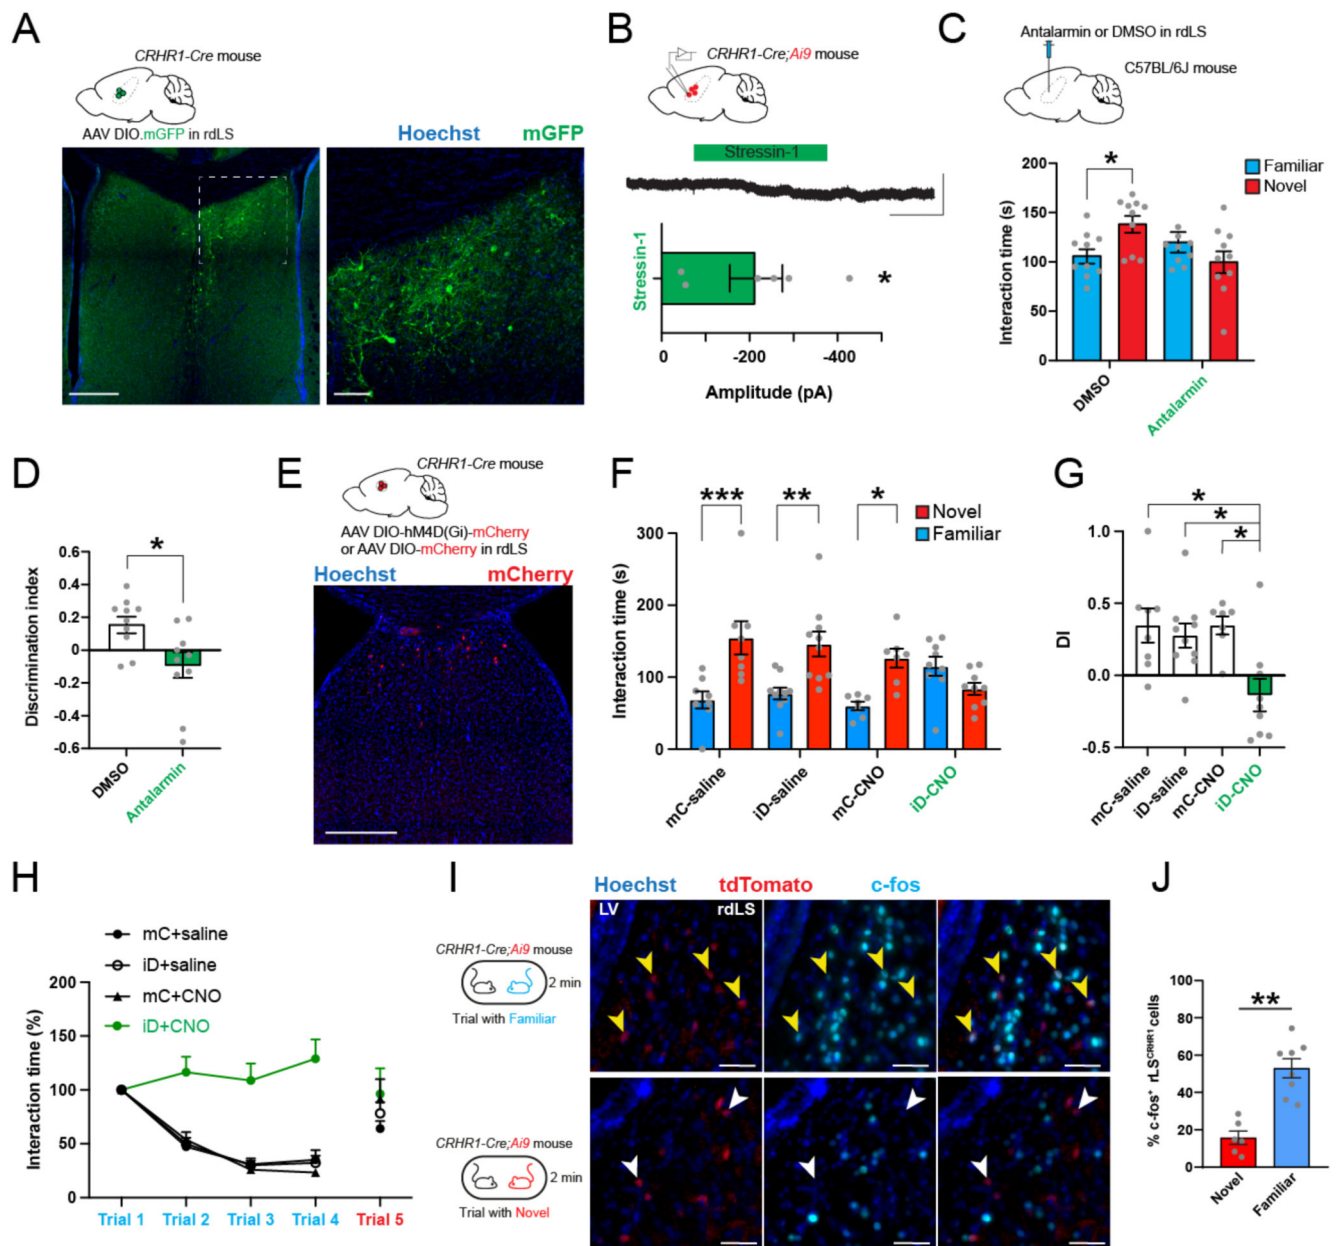 A
CRHR1-Cre mouse
AAV DIO.mGFP in rdLS
Hoechst mGFP
B
CRHR1-Cre;Ai9 mouse
Stressin-1
Stressin-1
0 -200 -400
Amplitude (pA)
*
C
Antalarmin or DMSO in rdLS
C57BL/6J mouse
Familiar
Novel
*
Interaction time (s)
200
150
100
50
0
DMSO
Antalarmin
D
*
Discrimination index
0.6
0.4
0.2
0
-0.2
-0.4
-0.6
DMSO
Antalarmin
E
CRHR1-Cre mouse
AAV DIO-hM4D(Gi)-mCherry
or AAV DIO-mCherry in rdLS
Hoechst mCherry
F
*** ** *
Novel
Familiar
Interaction time (s)
300
200
100
0
mC-saline
iD-saline
mC-CNO
iD-CNO
G
*
*
*
DI
1.0
0.5
0.0
-0.5
mC-saline
iD-saline
mC-CNO
iD-CNO
H
mC+saline
iD+saline
mC+CNO
iD+CNO
Interaction time (%)
200
150
100
50
0
Trial 1 Trial 2 Trial 3 Trial 4 Trial 5
I
Hoechst tdTomato c-fos
LV rdLS
CRHR1-Cre;Ai9 mouse
2 min
Trial with Familiar
CRHR1-Cre;Ai9 mouse
2 min
Trial with Novel
J
**
% c-fos+ rLSCRHR1 cells
100
80
60
40
20
0
Novel
Familiar